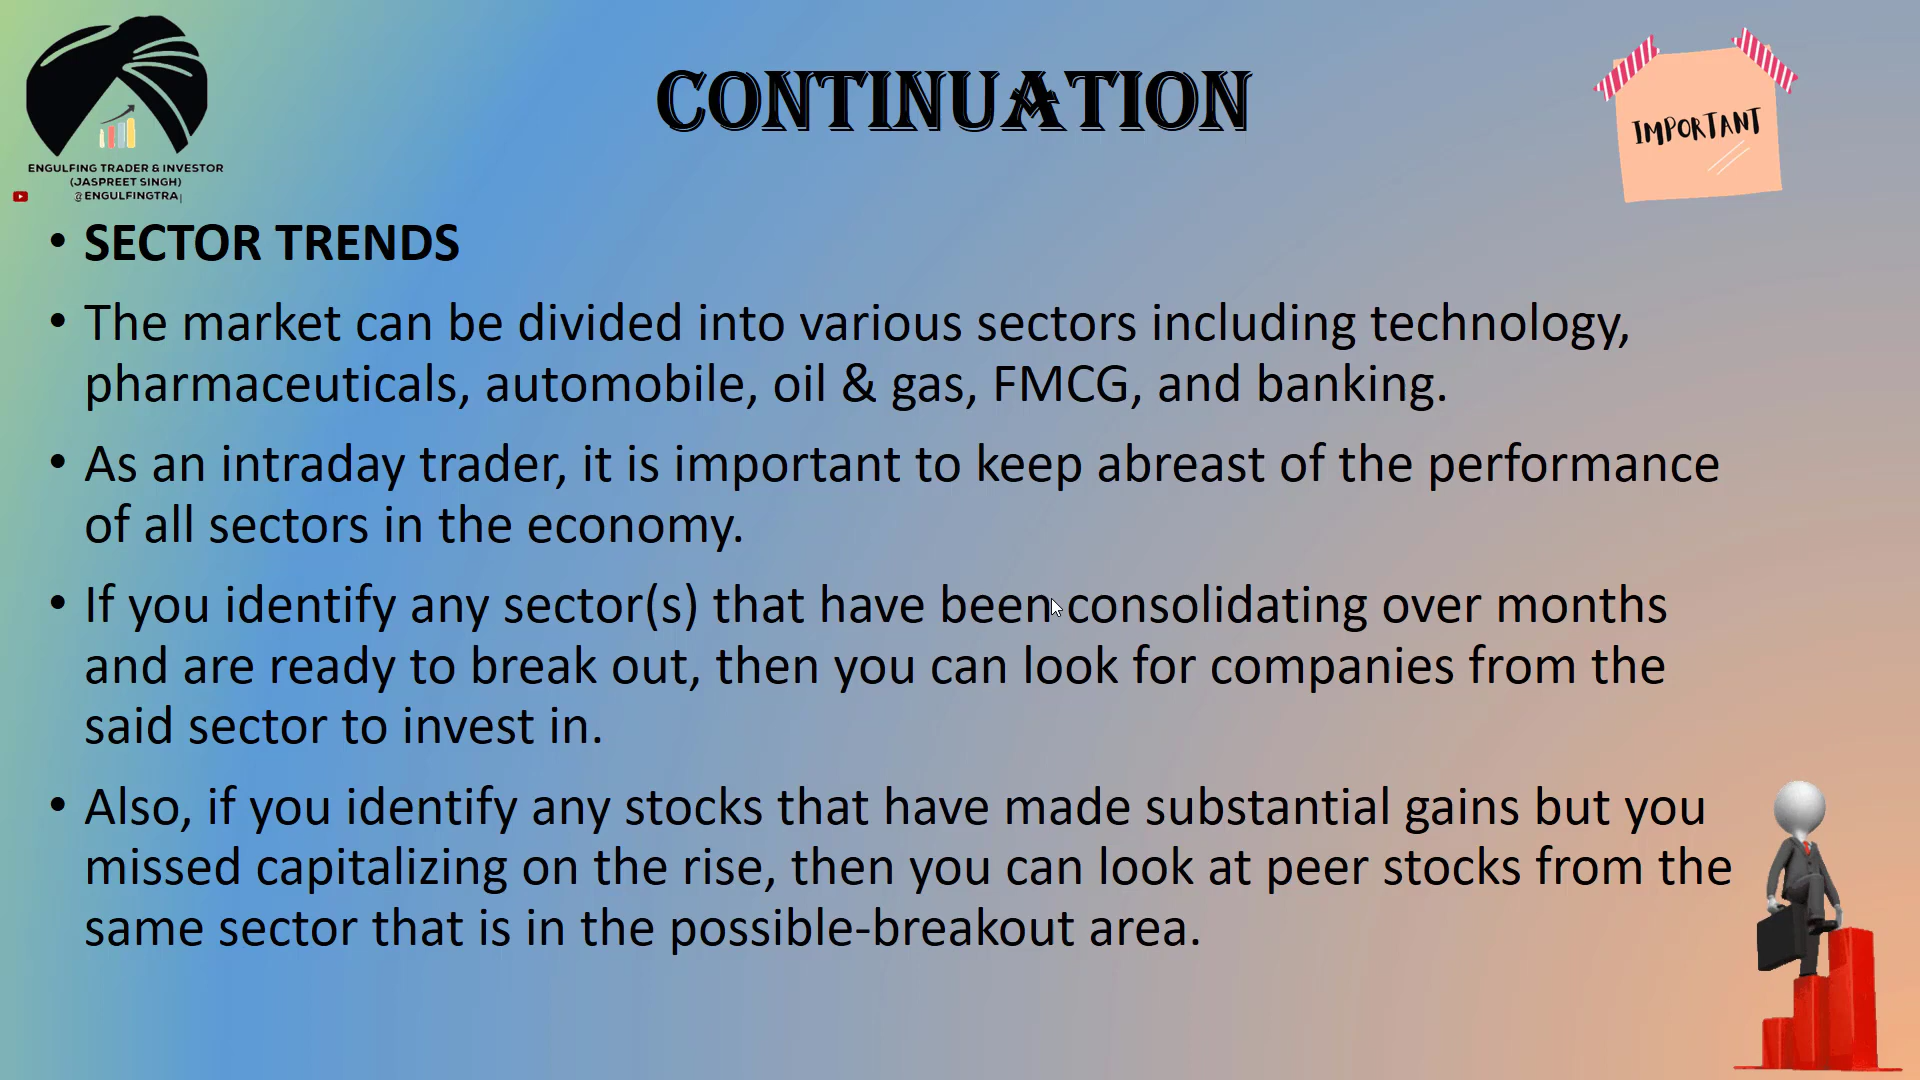 CONTINUATION
IMPORTANT
ENGULFING TRADER & INVESTOR
(JASPREET SINGH)
@ENGULFINGTRA
• SECTOR TRENDS
• The market can be divided into various sectors including technology,
pharmaceuticals, automobile, oil & gas, FMCG, and banking.
• As an intraday trader, it is important to keep abreast of the performance
of all sectors in the economy.
• If you identify any sector(s) that have been consolidating over months
and are ready to break out, then you can look for companies from the
said sector to invest in.
• Also, if you identify any stocks that have made substantial gains but you
missed capitalizing on the rise, then you can look at peer stocks from the
same sector that is in the possible-breakout area.